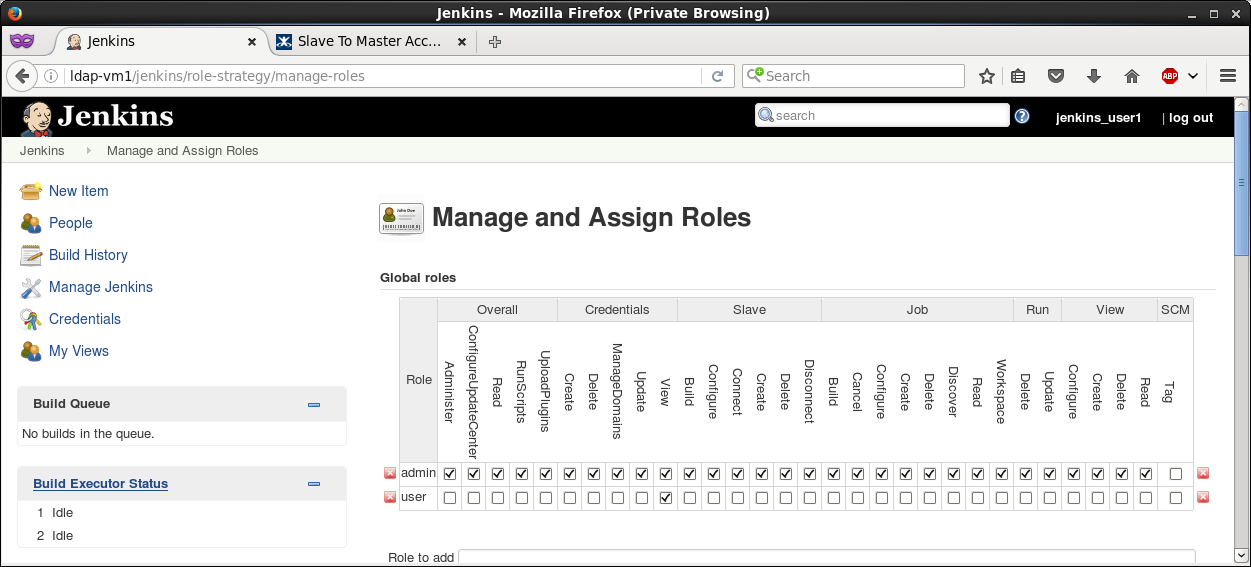 Jenkins - Mozilla Firefox (Private Browsing)
Jenkins
Slave To Master Acc...
ldap-vm1/jenkins/role-strategy/manage-roles
Search
ABP
Jenkins
search
?
jenkins_user1 | log out
Jenkins Manage and Assign Roles
New Item
People
Build History
Manage Jenkins
Credentials
My Views
Build Queue
No builds in the queue.
Build Executor Status
1 Idle
2 Idle
John Doe
Manage and Assign Roles
Global roles
Role Overall Credentials Slave Job Run View SCM
Administer ConfigureUpdateCenter Read RunScripts UploadPlugins Create Delete ManageDomains Update View Build Configure Connect Create Delete Disconnect Build Cancel Configure Create Delete Discover Read Workspace Delete Update Configure Create Delete Read Tag
admin
user
Role to add